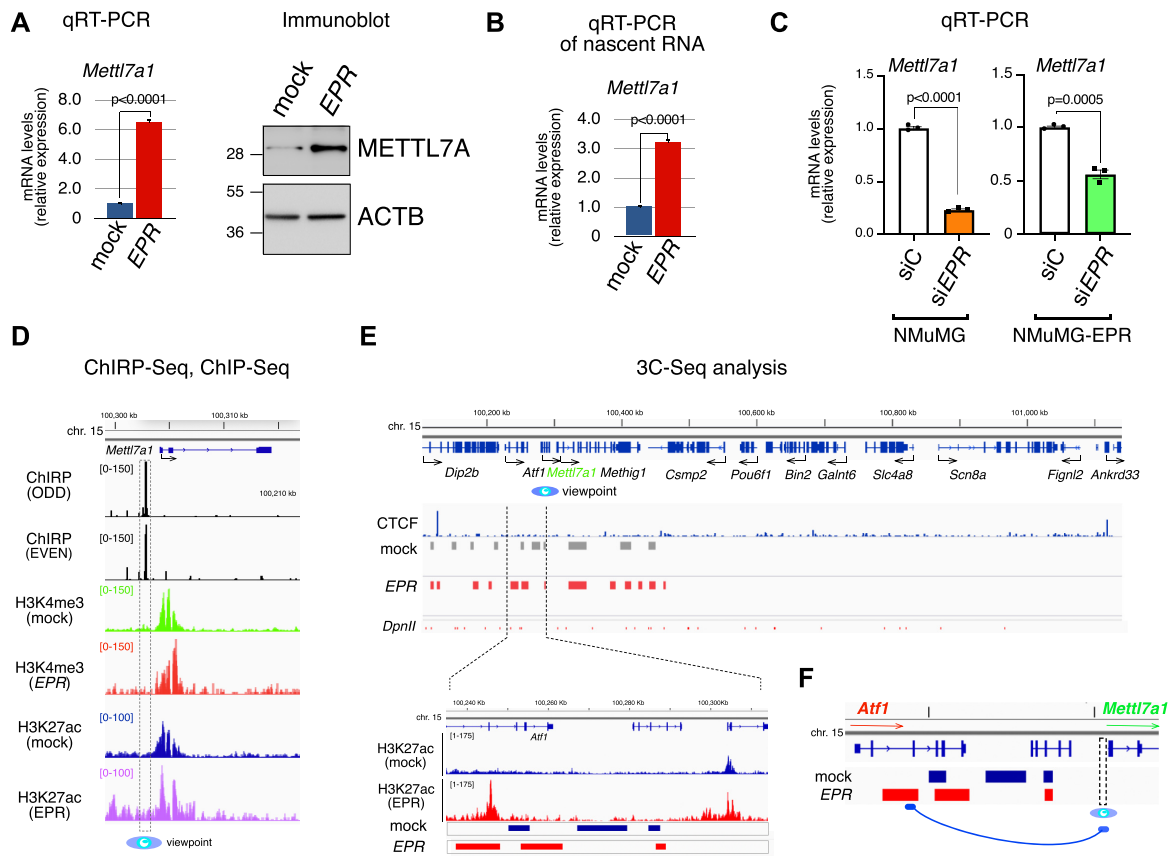 A
qRT-PCR
Mettl7a1
p<0.0001
8.0
6.0
4.0
2.0
0
mRNA levels
(relative expression)
mock
EPR
Immunoblot
mock
EPR
28
METTL7A
55
36
ACTB
B
qRT-PCR
of nascent RNA
Mettl7a1
p<0.0001
4.0
3.0
2.0
1.0
0
mRNA levels
(relative expression)
mock
EPR
C
qRT-PCR
Mettl7a1
p<0.0001
1.5
1.0
0.5
0.0
mRNA levels
(relative expression)
siC
siEPR
NMuMG
Mettl7a1
p=0.0005
1.5
1.0
0.5
0
siC
siEPR
NMuMG-EPR
D
ChIRP-Seq, ChIP-Seq
100,300 kb
100,310 kb
chr. 15
Mettl7a1
ChIRP
(ODD)
[0-150]
100,210 kb
ChIRP
(EVEN)
[0-150]
H3K4me3
(mock)
[0-150]
H3K4me3
(EPR)
[0-150]
H3K27ac
(mock)
[0-100]
H3K27ac
(EPR)
[0-100]
viewpoint
E
3C-Seq analysis
100,200 kb
100,400 kb
100,600 kb
100,800 kb
101,000 kb
chr. 15
Dip2b
Atf1
Mettl7a1
Methig1
Csmp2
Pou6f1
Bin2
Galnt6
Slc4a8
Scn8a
Fignl2
Ankrd33
viewpoint
CTCF
mock
EPR
DpnII
100,240 kb
100,260 kb
100,280 kb
100,300kb
chr. 15
Atf1
H3K27ac
(mock)
[1-175]
H3K27ac
(EPR)
[1-175]
mock
EPR
F
Atf1
Mettl7a1
chr. 15
mock
EPR